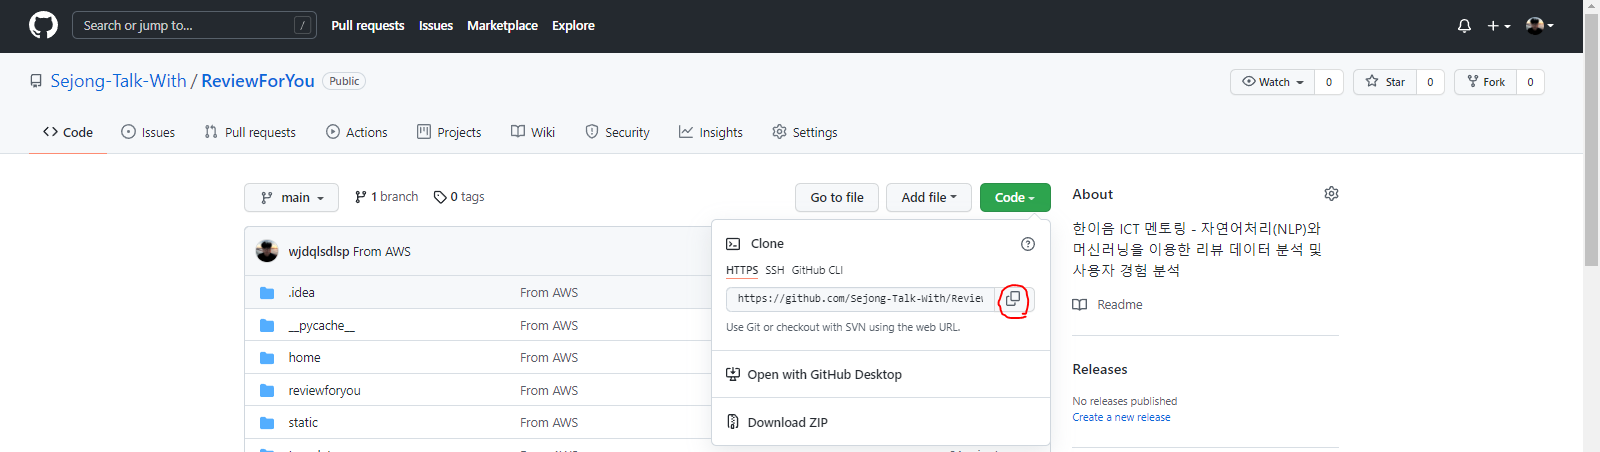 Search or jump to... /
Pull requests Issues Marketplace Explore
Sejong-Talk-With / ReviewForYou Public
Watch 0 Star 0 Fork 0
Code Issues Pull requests Actions Projects Wiki Security Insights Settings
main 1 branch 0 tags
Go to file Add file Code
wjdqlsdlsp From AWS
.idea From AWS
__pycache__ From AWS
home From AWS
reviewforyou From AWS
static From AWS
Clone
HTTPS SSH GitHub CLI
https://github.com/Sejong-Talk-With/Review
Use Git or checkout with SVN using the web URL.
Open with GitHub Desktop
Download ZIP
About
한이음 ICT 멘토링 - 자연어처리(NLP)와
머신러닝을 이용한 리뷰 데이터 분석 및
사용자 경험 분석
Readme
Releases
No releases published
Create a new release